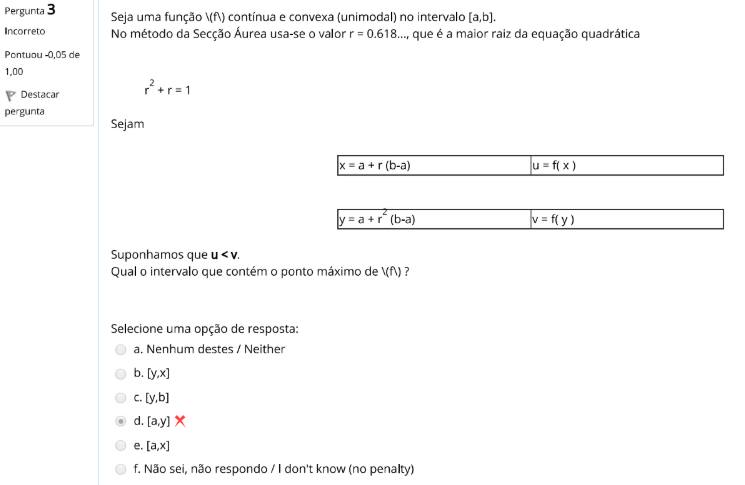 Pergunta 3
Incorreto
Pontuou -0,05 de
1,00
Destacar
pergunta
Seja uma função \(f\) contínua e convexa (unimodal) no intervalo [a,b].
No método da Secção Áurea usa-se o valor r = 0.618..., que é a maior raiz da equação quadrática
r² + r = 1
Sejam
x = a + r (b-a) u = f( x )
y = a + r² (b-a) v = f( y )
Suponhamos que u < v.
Qual o intervalo que contém o ponto máximo de \(f\) ?
Selecione uma opção de resposta:
a. Nenhum destes / Neither
b. [y,x]
c. [y,b]
d. [a,y]
e. [a,x]
f. Não sei, não respondo / I don't know (no penalty)